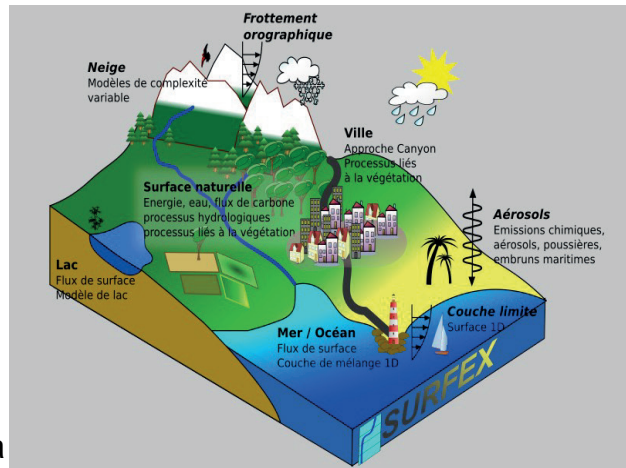 Frottement
orographique
Neige
Modèles de complexité
variable
Ville
Approche Canyon
Processus liés
à la végétation
Surface naturelle
Energie, eau, flux de carbone
processus hydrologiques
processus liés à la végétation
Aérosols
Emissions chimiques,
aérosols, poussières,
embruns maritimes
Lac
Flux de surface
Modèle de lac
Couche limite
Surface 1D
Mer / Océan
Flux de surface
Couche de mélange 1D
SURFEX
a